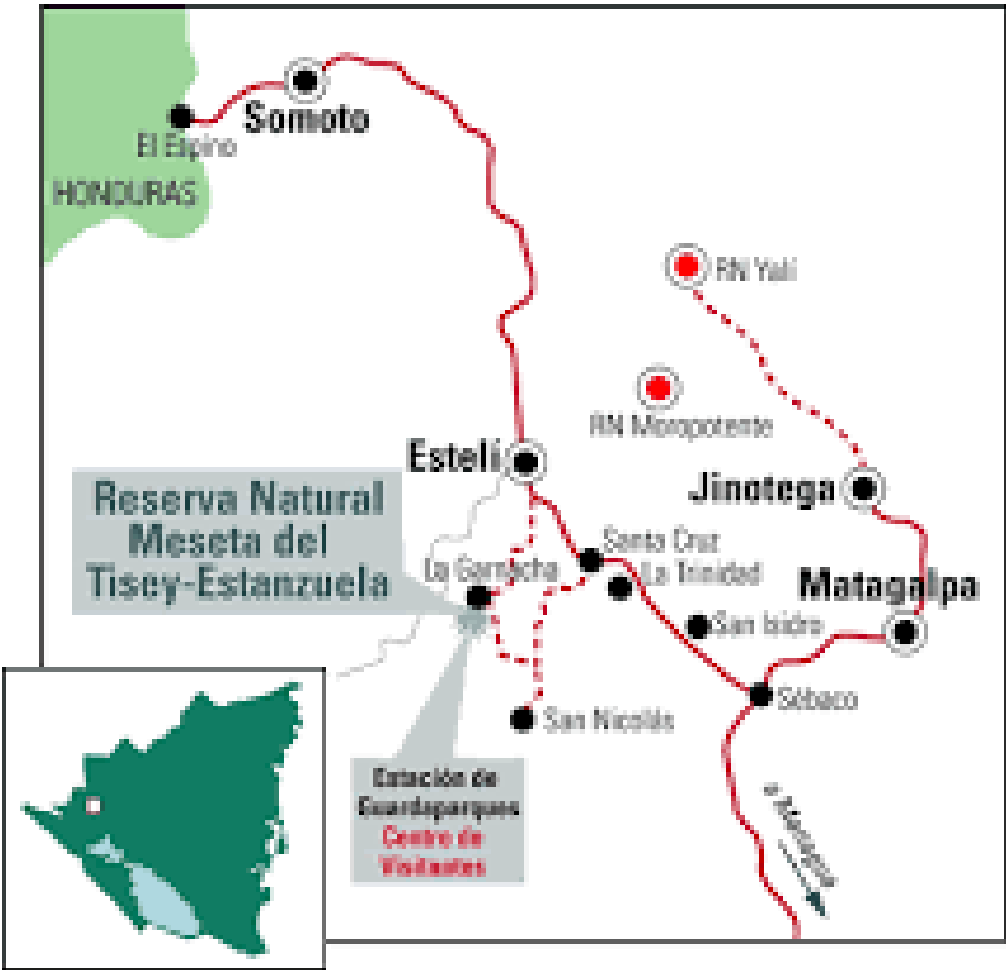 Somoto
El Espino
HONDURAS
RN Yalí
RN Moropotente
Estelí
Jinotega
Reserva Natural
Meseta del
Tisey-Estanzuela
La Garnacha
Santa Cruz
La Trinidad
Matagalpa
San Isidro
Sébaco
San Nicolás
Estación de
Guardaparques
Centro de
Visitantes
a Managua